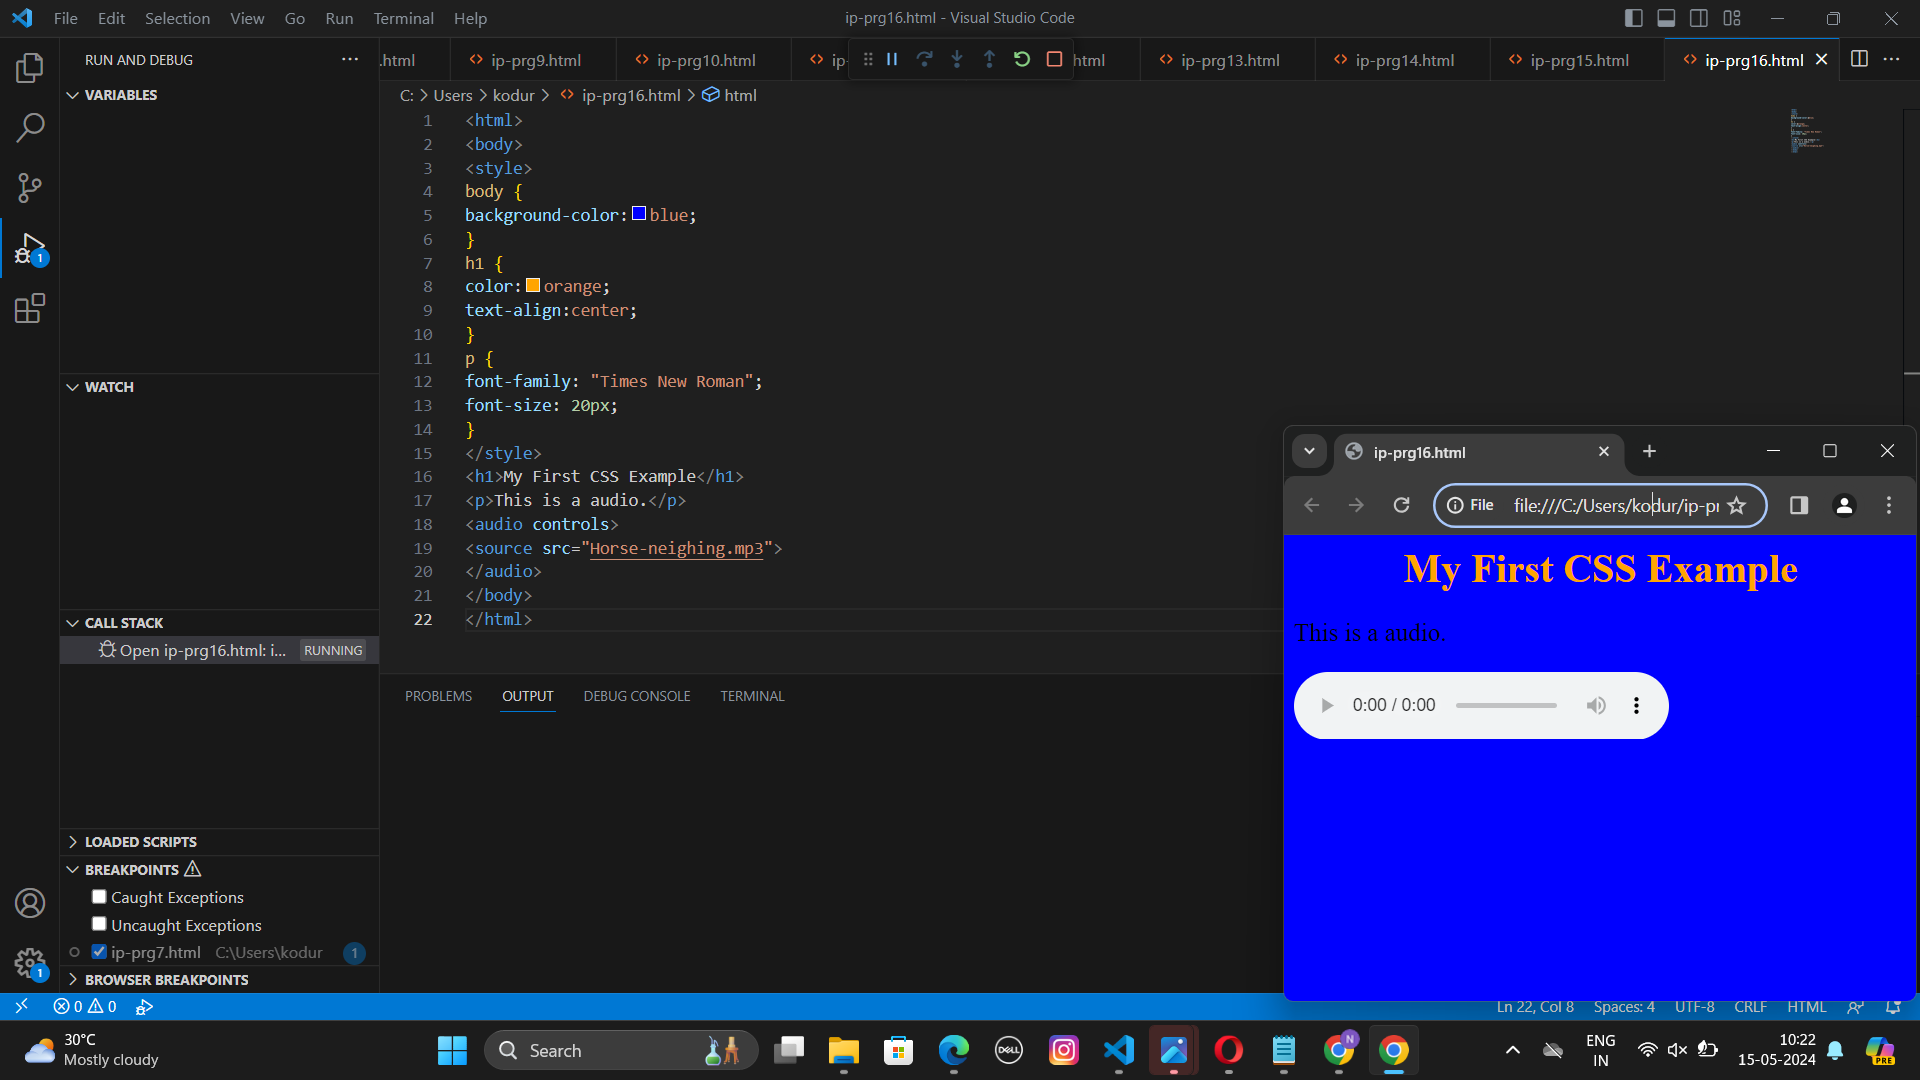 File Edit Selection View Go Run Terminal Help
ip-prg16.html - Visual Studio Code
RUN AND DEBUG
.html
ip-prg9.html
ip-prg10.html
ip-
html
ip-prg13.html
ip-prg14.html
ip-prg15.html
ip-prg16.html
C: > Users > kodur > ip-prg16.html > html
VARIABLES
WATCH
CALL STACK
Open ip-prg16.html: i... RUNNING
LOADED SCRIPTS
BREAKPOINTS
Caught Exceptions
Uncaught Exceptions
ip-prg7.html C:\Users\kodur 1
BROWSER BREAKPOINTS
1
1
1 <html>
2 <body>
3 <style>
4 body {
5 background-color: blue;
6 }
7 h1 {
8 color: orange;
9 text-align:center;
10 }
11 p {
12 font-family: "Times New Roman";
13 font-size: 20px;
14 }
15 </style>
16 <h1>My First CSS Example</h1>
17 <p>This is a audio.</p>
18 <audio controls>
19 <source src="Horse-neighing.mp3">
20 </audio>
21 </body>
22 </html>
PROBLEMS OUTPUT DEBUG CONSOLE TERMINAL
ip-prg16.html
File file:///C:/Users/kodur/ip-pr
My First CSS Example
This is a audio.
0:00 / 0:00
0 0
Ln 22, Col 8 Spaces: 4 UTF-8 CRLF HTML
30°C
Mostly cloudy
Search
DELL
N
ENG
IN
10:22
15-05-2024
PRE